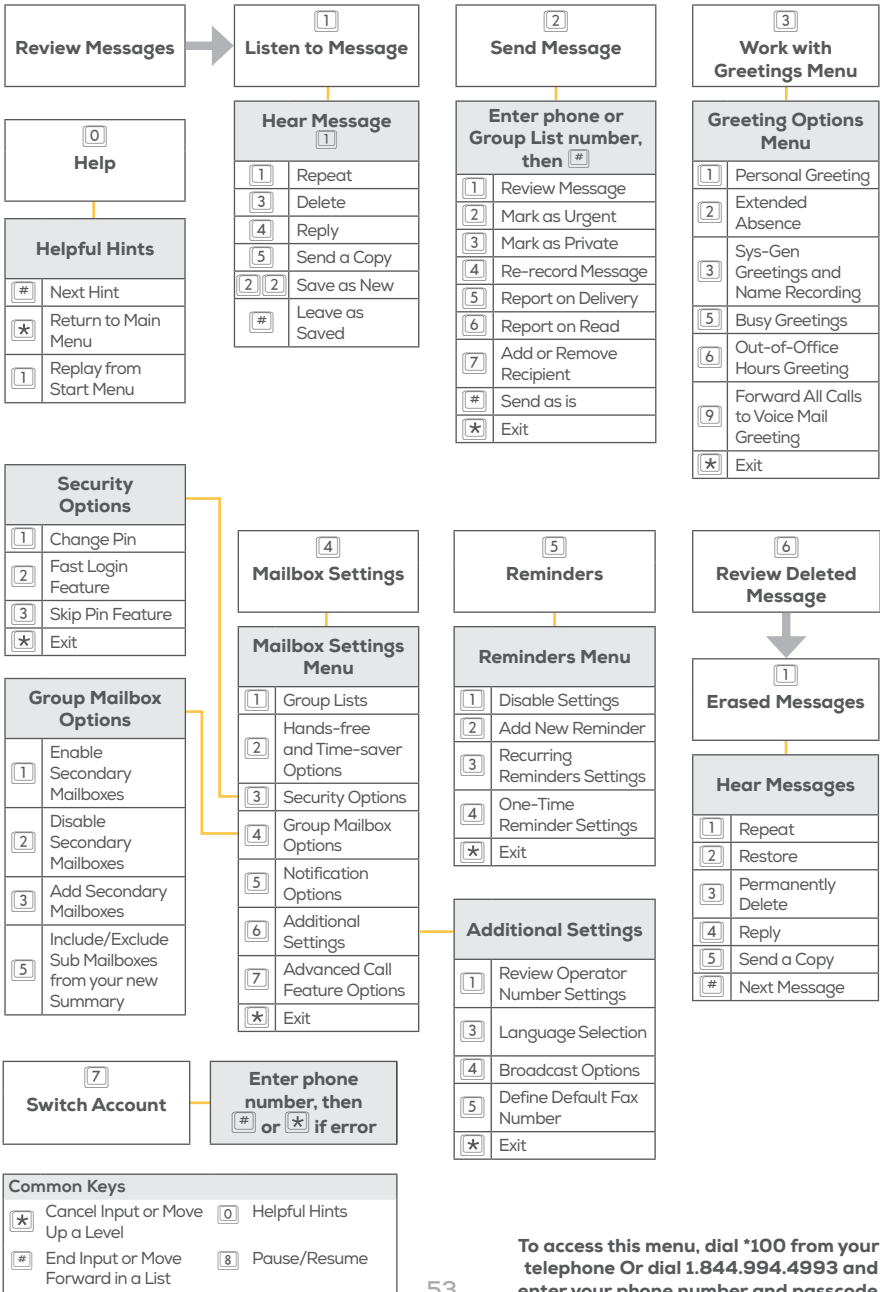 Review Messages
1
Listen to Message
Hear Message
1
1 Repeat
3 Delete
4 Reply
5 Send a Copy
2 2 Save as New
# Leave as
Saved
2
Send Message
Enter phone or
Group List number,
then #
1 Review Message
2 Mark as Urgent
3 Mark as Private
4 Re-record Message
5 Report on Delivery
6 Report on Read
7 Add or Remove
Recipient
# Send as is
* Exit
3
Work with
Greetings Menu
Greeting Options
Menu
1 Personal Greeting
2 Extended
Absence
3 Sys-Gen
Greetings and
Name Recording
5 Busy Greetings
6 Out-of-Office
Hours Greeting
9 Forward All Calls
to Voice Mail
Greeting
* Exit
0
Help
Helpful Hints
# Next Hint
* Return to Main
Menu
1 Replay from
Start Menu
Security
Options
1 Change Pin
2 Fast Login
Feature
3 Skip Pin Feature
* Exit
Group Mailbox
Options
1 Enable
Secondary
Mailboxes
2 Disable
Secondary
Mailboxes
3 Add Secondary
Mailboxes
5 Include/Exclude
Sub Mailboxes
from your new
Summary
4
Mailbox Settings
Mailbox Settings
Menu
1 Group Lists
2 Hands-free
and Time-saver
Options
3 Security Options
4 Group Mailbox
Options
5 Notification
Options
6 Additional
Settings
7 Advanced Call
Feature Options
* Exit
5
Reminders
Reminders Menu
1 Disable Settings
2 Add New Reminder
3 Recurring
Reminders Settings
4 One-Time
Reminder Settings
* Exit
Additional Settings
1 Review Operator
Number Settings
3 Language Selection
4 Broadcast Options
5 Define Default Fax
Number
* Exit
6
Review Deleted
Message
1
Erased Messages
Hear Messages
1 Repeat
2 Restore
3 Permanently
Delete
4 Reply
5 Send a Copy
# Next Message
7
Switch Account
Enter phone
number, then
# or * if error
Common Keys
* Cancel Input or Move
Up a Level
0 Helpful Hints
# End Input or Move
Forward in a List
8 Pause/Resume
53
To access this menu, dial *100 from your
telephone Or dial 1.844.994.4993 and
enter your phone number and passcode